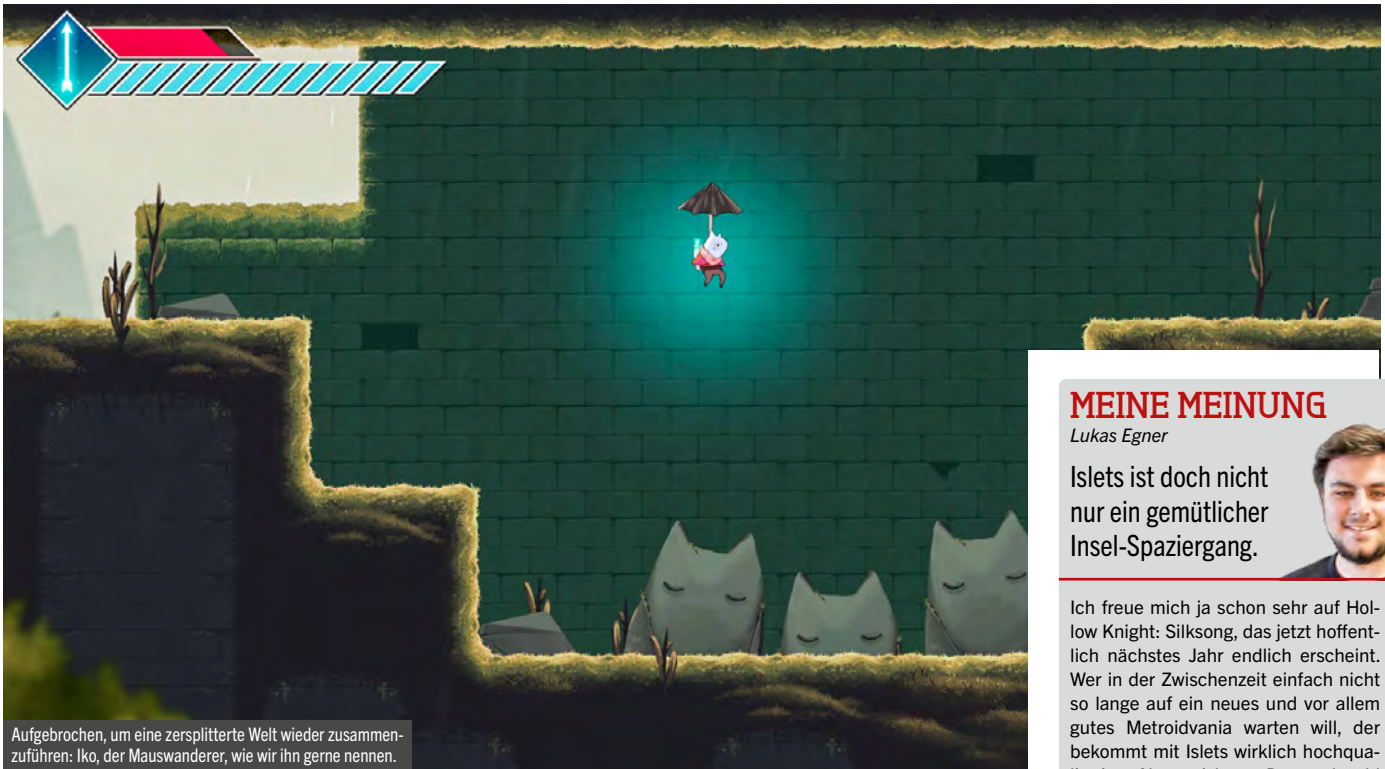 Aufgebrochen, um eine zersplitterte Welt wieder zusammen-
zuführen: Iko, der Mauswanderer, wie wir ihn gerne nennen.
MEINE MEINUNG
Lukas Egner
Islets ist doch nicht
nur ein gemütlicher
Insel-Spaziergang.
Ich freue mich ja schon sehr auf Hol-
low Knight: Silksong, das jetzt hoffent-
lich nächstes Jahr endlich erscheint.
Wer in der Zwischenzeit einfach nicht
so lange auf ein neues und vor allem
gutes Metroidvania warten will, der
bekommt mit Islets wirklich hochqua-